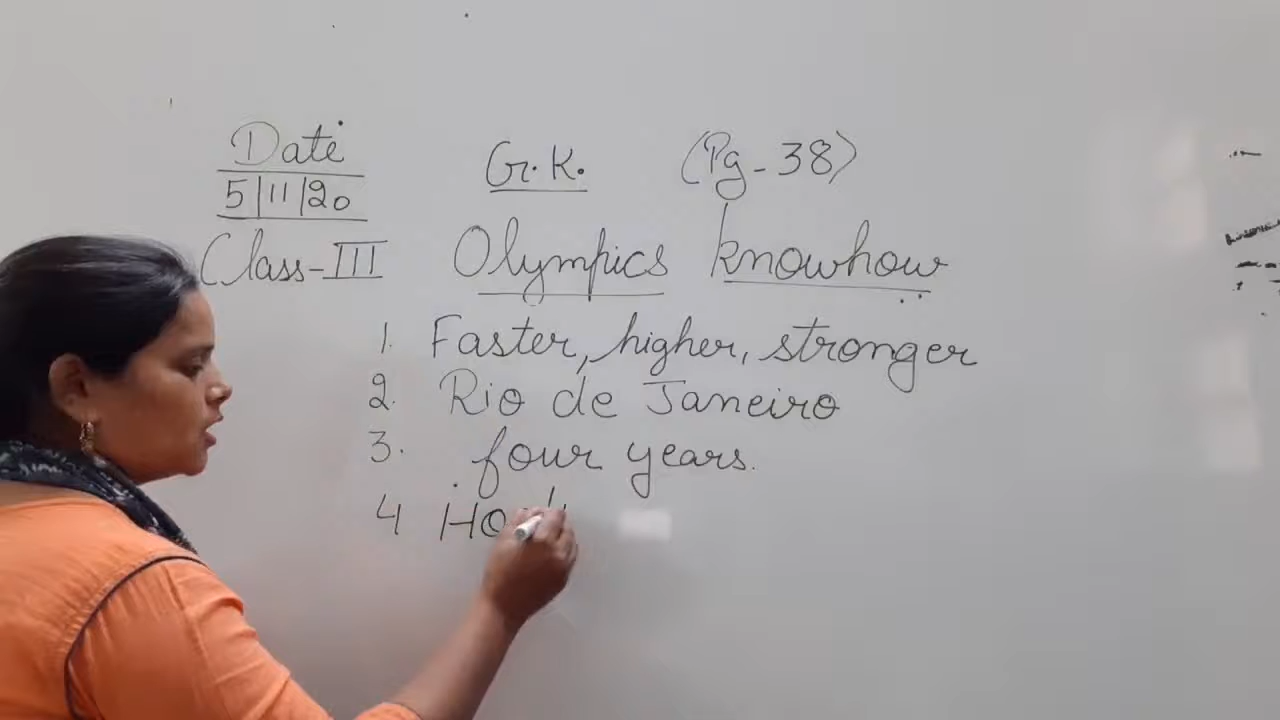 Date
5/11/20
G.K. (Pg-38)
Class-III
Olympics knowhow
1. Faster, higher, stronger
2. Rio de Janeiro
3. four years.
4